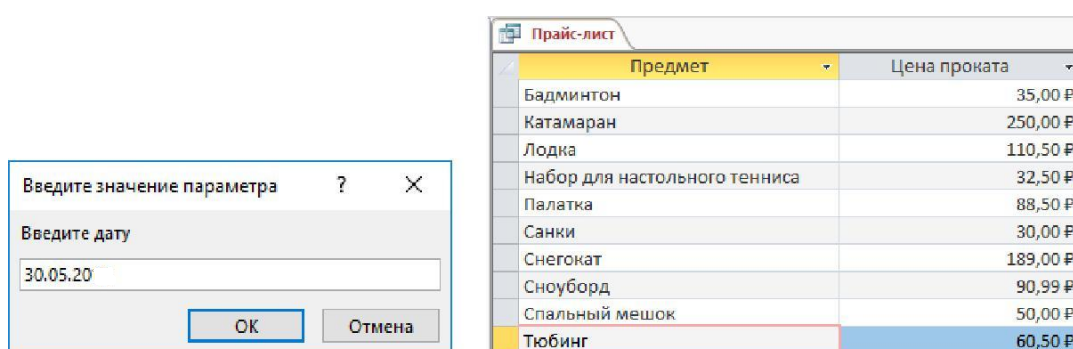 Введите значение параметра ? ×
Введите дату
30.05.20
ОК Отмена
Прайс-лист
Предмет Цена проката
Бадминтон 35,00 ₽
Катамаран 250,00 ₽
Лодка 110,50 ₽
Набор для настольного тенниса 32,50 ₽
Палатка 88,50 ₽
Санки 30,00 ₽
Снегокат 189,00 ₽
Сноуборд 90,99 ₽
Спальный мешок 50,00 ₽
Тюбинг 60,50 ₽